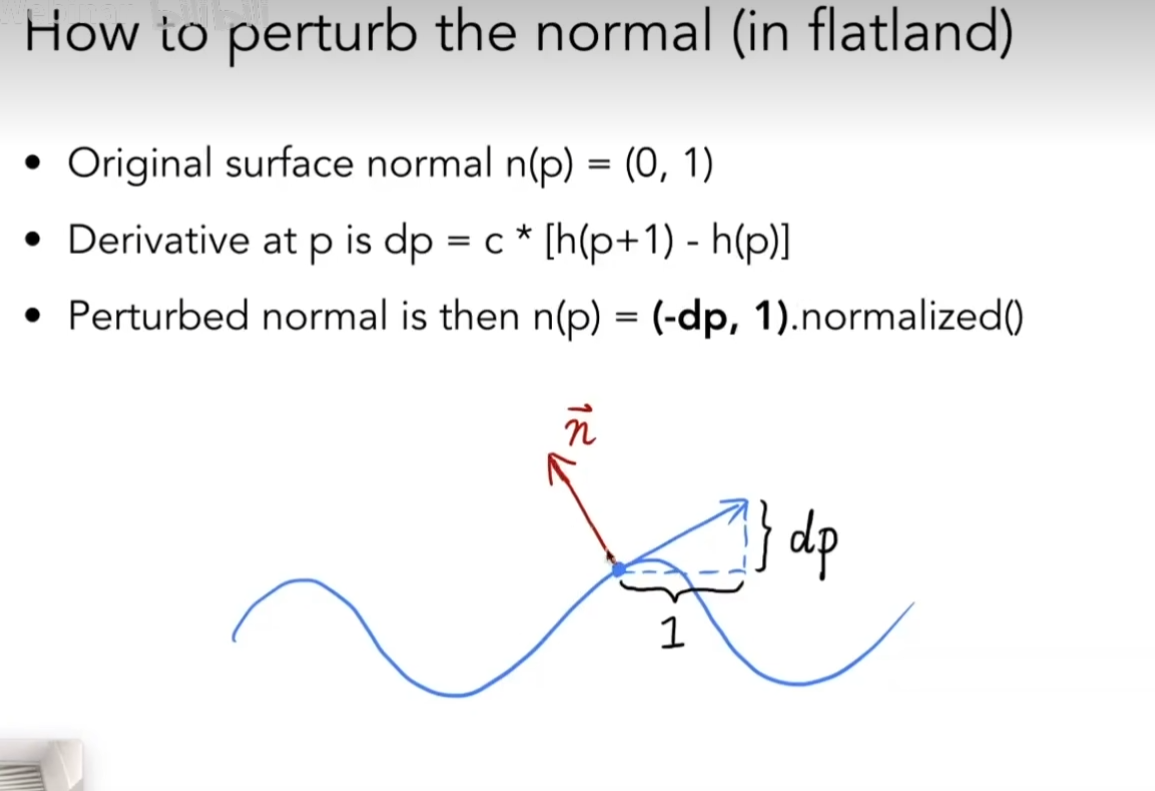 How to perturb the normal (in flatland)
• Original surface normal n(p) = (0, 1)
• Derivative at p is dp = c * [h(p+1) - h(p)]
• Perturbed normal is then n(p) = (-dp, 1).normalized()
n⃗
} dp
1